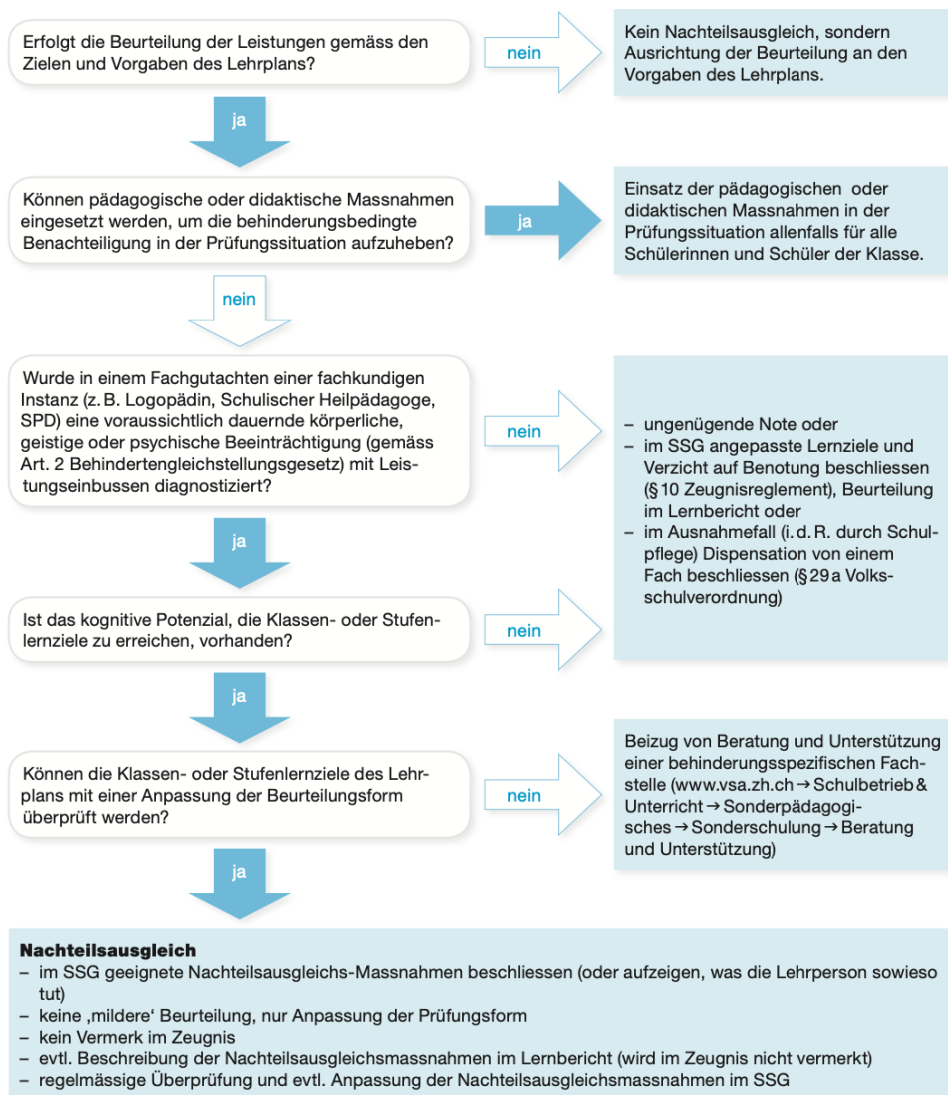 Erfolgt die Beurteilung der Leistungen gemäss den
Zielen und Vorgaben des Lehrplans?
nein
Kein Nachteilsausgleich, sondern
Ausrichtung der Beurteilung an den
Vorgaben des Lehrplans.
ja
Können pädagogische oder didaktische Massnahmen
eingesetzt werden, um die behinderungsbedingte
Benachteiligung in der Prüfungssituation aufzuheben?
ja
Einsatz der pädagogischen oder
didaktischen Massnahmen in der
Prüfungssituation allenfalls für alle
Schülerinnen und Schüler der Klasse.
nein
Wurde in einem Fachgutachten einer fachkundigen
Instanz (z. B. Logopädin, Schulischer Heilpädagoge,
SPD) eine voraussichtlich dauernde körperliche,
geistige oder psychische Beeinträchtigung (gemäss
Art. 2 Behindertengleichstellungsgesetz) mit Leis-
tungseinbussen diagnostiziert?
nein
– ungenügende Note oder
– im SSG angepasste Lernziele und
Verzicht auf Benotung beschliessen
(§ 10 Zeugnisreglement), Beurteilung
im Lernbericht oder
– im Ausnahmefall (i. d. R. durch Schul-
pflege) Dispensation von einem
Fach beschliessen (§ 29 a Volks-
schulverordnung)
ja
Ist das kognitive Potenzial, die Klassen- oder Stufen-
lernziele zu erreichen, vorhanden?
nein
ja
Können die Klassen- oder Stufenlernziele des Lehr-
plans mit einer Anpassung der Beurteilungsform
überprüft werden?
nein
Beizug von Beratung und Unterstützung
einer behinderungsspezifischen Fach-
stelle (www.vsa.zh.ch → Schulbetrieb &
Unterricht → Sonderpädagogi-
sches → Sonderschulung → Beratung
und Unterstützung)
ja
Nachteilsausgleich
– im SSG geeignete Nachteilsausgleichs-Massnahmen beschliessen (oder aufzeigen, was die Lehrperson sowieso
tut)
– keine ‚mildere‘ Beurteilung, nur Anpassung der Prüfungsform
– kein Vermerk im Zeugnis
– evtl. Beschreibung der Nachteilsausgleichsmassnahmen im Lernbericht (wird im Zeugnis nicht vermerkt)
– regelmässige Überprüfung und evtl. Anpassung der Nachteilsausgleichsmassnahmen im SSG